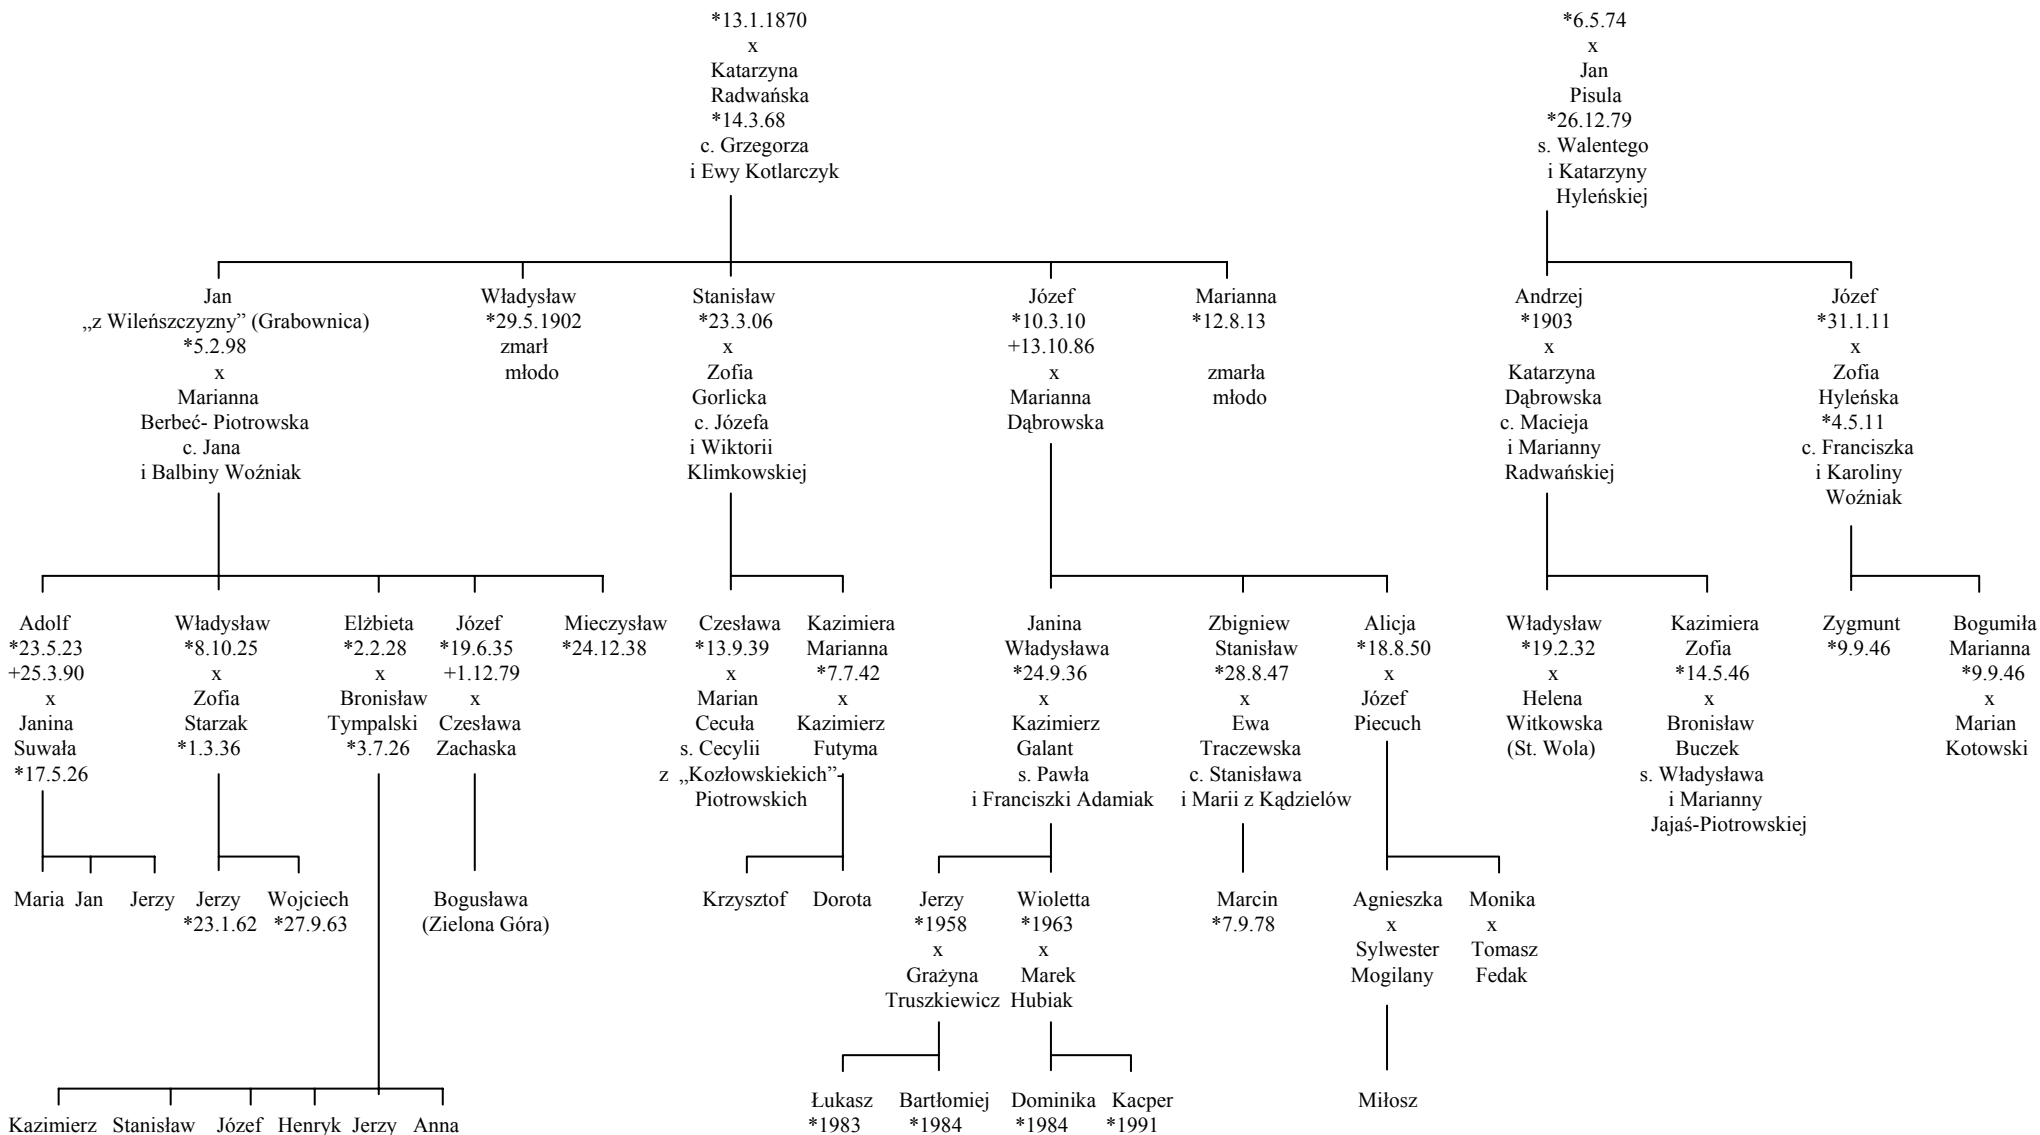 *13.1.1870
x
Katarzyna
Radwańska
*14.3.68
c. Grzegorza
i Ewy Kotlarczyk
*6.5.74
x
Jan
Pisula
*26.12.79
s. Walentego
i Katarzyny
Hyleńskiej
Jan
„z Wileńszczyzny” (Grabownica)
*5.2.98
x
Marianna
Berbeć- Piotrowska
c. Jana
i Balbiny Woźniak
Władysław
*29.5.1902
zmarł
młodo
Stanisław
*23.3.06
x
Zofia
Gorlicka
c. Józefa
i Wiktorii
Klimkowskiej
Józef
*10.3.10
+13.10.86
x
Marianna
Dąbrowska
Marianna
*12.8.13
zmarła
młodo
Andrzej
*1903
x
Katarzyna
Dąbrowska
c. Macieja
i Marianny
Radwańskiej
Józef
*31.1.11
x
Zofia
Hyleńska
*4.5.11
c. Franciszka
i Karoliny
Woźniak
Adolf
*23.5.23
+25.3.90
x
Janina
Suwała
*17.5.26
Władysław
*8.10.25
x
Zofia
Starzak
*1.3.36
Elżbieta
*2.2.28
x
Bronisław
Tympalski
*3.7.26
Józef
*19.6.35
+1.12.79
x
Czesława
Zachaska
Mieczysław
*24.12.38
Czesława
*13.9.39
x
Marian
Cecuła
s. Cecylii
z „Kozłowskiekich”-
Piotrowskich
Kazimiera
Marianna
*7.7.42
x
Kazimierz
Futyma
Janina
Władysława
*24.9.36
x
Kazimierz
Galant
s. Pawła
i Franciszki Adamiak
Zbigniew
Stanisław
*28.8.47
x
Ewa
Traczewska
c. Stanisława
i Marii z Kądzielów
Alicja
*18.8.50
x
Józef
Piecuch
Władysław
*19.2.32
x
Helena
Witkowska
(St. Wola)
Kazimiera
Zofia
*14.5.46
x
Bronisław
Buczek
s. Władysława
i Marianny
Jajaś-Piotrowskiej
Zygmunt
*9.9.46
Bogumiła
Marianna
*9.9.46
x
Marian
Kotowski
Maria Jan Jerzy
Jerzy
*23.1.62
Wojciech
*27.9.63
Bogusława
(Zielona Góra)
Krzysztof Dorota
Jerzy
*1958
x
Grażyna
Truszkiewicz
Wioletta
*1963
x
Marek
Hubiak
Marcin
*7.9.78
Agnieszka
x
Sylwester
Mogilany
Monika
x
Tomasz
Fedak
Kazimierz Stanisław Józef Henryk Jerzy Anna
Łukasz
*1983
Bartłomiej
*1984
Dominika
*1984
Kacper
*1991
Miłosz